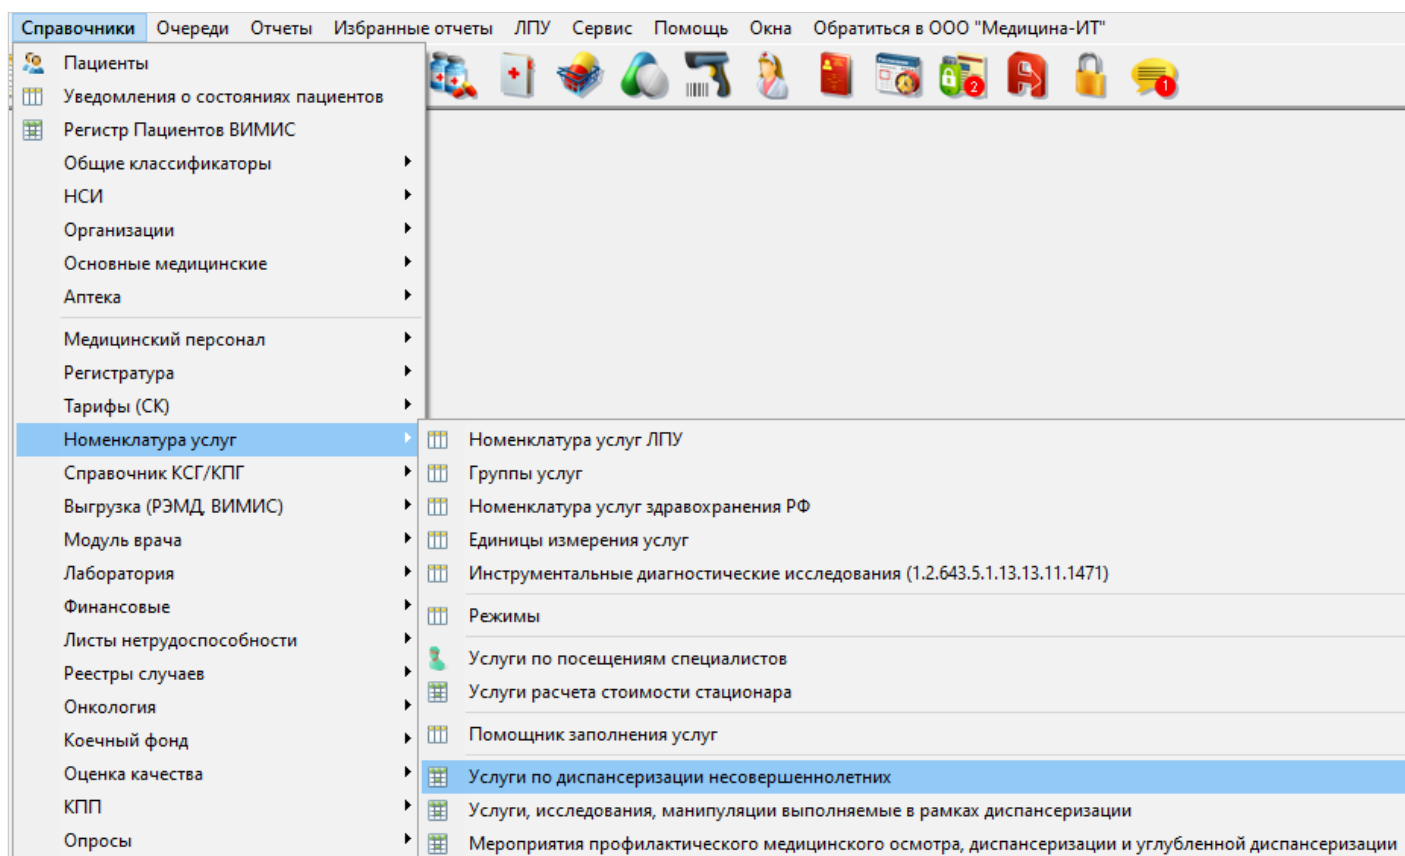 Справочники Очереди Отчеты Избранные отчеты ЛПУ Сервис Помощь Окна Обратиться в ООО "Медицина-ИТ"
2
1
Пациенты
Уведомления о состояниях пациентов
Регистр Пациентов ВИМИС
Общие классификаторы
НСИ
Организации
Основные медицинские
Аптека
Медицинский персонал
Регистратура
Тарифы (СК)
Номенклатура услуг
Справочник КСГ/КПГ
Выгрузка (РЭМД, ВИМИС)
Модуль врача
Лаборатория
Финансовые
Листы нетрудоспособности
Реестры случаев
Онкология
Коечный фонд
Оценка качества
КПП
Опросы
Номенклатура услуг ЛПУ
Группы услуг
Номенклатура услуг здравохранения РФ
Единицы измерения услуг
Инструментальные диагностические исследования (1.2.643.5.1.13.13.11.1471)
Режимы
Услуги по посещениям специалистов
Услуги расчета стоимости стационара
Помощник заполнения услуг
Услуги по диспансеризации несовершеннолетних
Услуги, исследования, манипуляции выполняемые в рамках диспансеризации
Мероприятия профилактического медицинского осмотра, диспансеризации и углубленной диспансеризации